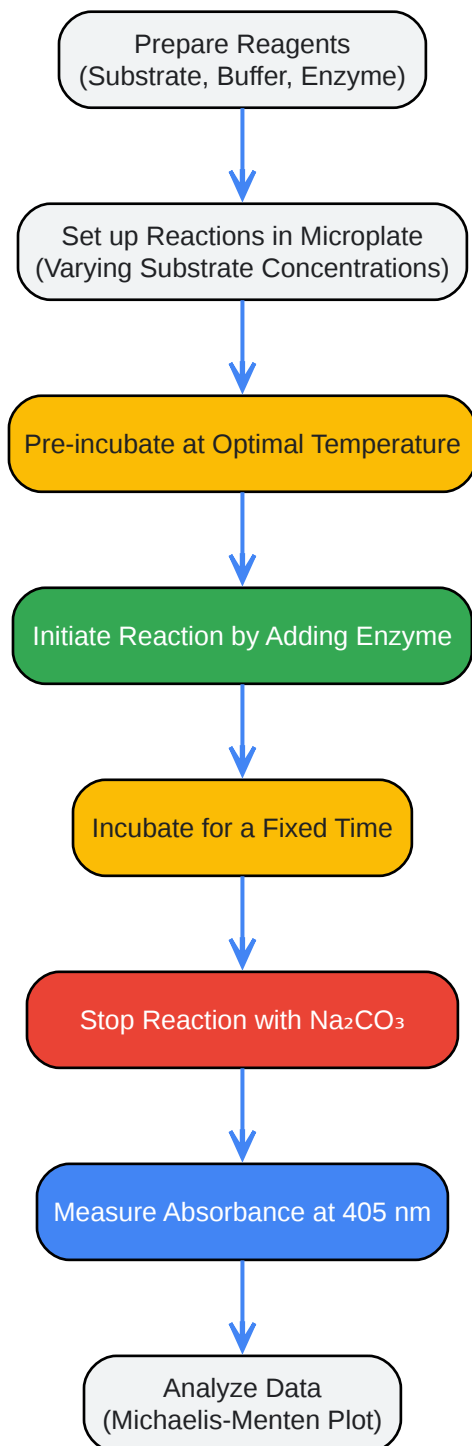 Prepare Reagents
(Substrate, Buffer, Enzyme)
Set up Reactions in Microplate
(Varying Substrate Concentrations)
Pre-incubate at Optimal Temperature
Initiate Reaction by Adding Enzyme
Incubate for a Fixed Time
Stop Reaction with Na₂CO₃
Measure Absorbance at 405 nm
Analyze Data
(Michaelis-Menten Plot)